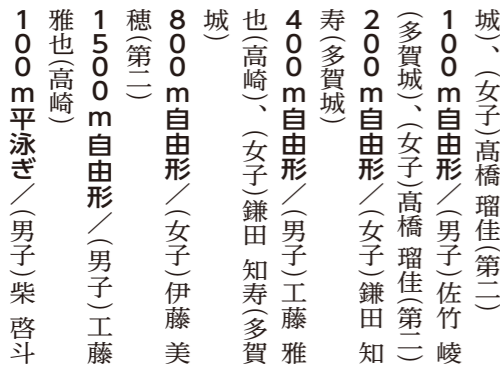 城)、(女子)髙橋 瑠佳(第二)
100m自由形／(男子)佐竹 崚
(多賀城)、(女子)髙橋 瑠佳(第二)
200m自由形／(女子)鎌田 知
寿(多賀城)
400m自由形／(男子)工藤 雅
也(高崎)、(女子)鎌田 知寿(多賀
城)
800m自由形／(女子)伊藤 美
穂(第二)
1500m自由形／(男子)工藤
雅也(高崎)
100m平泳ぎ／(男子)柴 啓斗